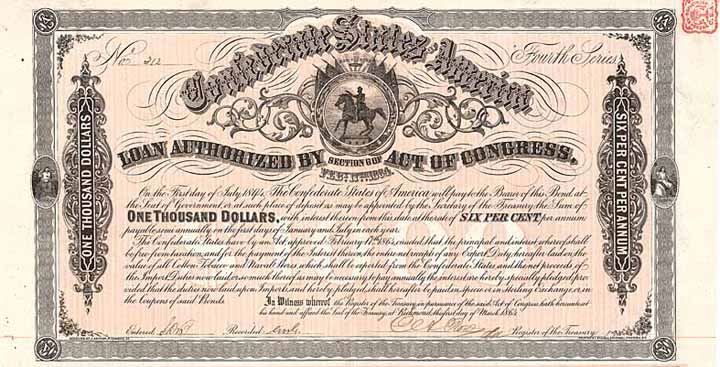 No. 212
Confederate States America
Fourth Series
ONE THOUSAND DOLLARS
SIX PER CENT PER ANNUM
LOAN AUTHORIZED BY SECTION 6 OF ACT OF CONGRESS,
FEB: 17TH 1864.
On the First day of July 1894, The Confederate States of America will pay to the Bearer of this Bond at
the Seat of Government, or at such place of deposit as may be appointed by the Secretary of the Treasury, the Sum of
ONE THOUSAND DOLLARS, with interest thereon from this date at the rate of SIX PER CENT, per annum
payable semi annually on the first days of January and July in each year.
The Confederate States have by an Act approved February 17th 1864, enacted that the principal and interest whereof shall
be free from taxation, and for the payment of the Interest thereon, the entire net receipts of any Export Duty, hereafter laid on the
value of all Cotton Tobacco and Naval Stores, which shall be exported from the Confederate States, and the net proceeds of
the Import Duties now laid, or so much thereof as may be necessary to pay annually the interest, are hereby specially pledged: Pro-
vided that the duties now laid upon Imports, and hereby pledged, shall hereafter be paid in specie or in Sterling Exchange, or in
the Coupons of said Bonds.
In Witness whereof the Register of the Treasury, in pursuance of the said Act of Congress, hath hereunto set
his hand and affixed the Seal of the Treasury, at Richmond, this first day of March 1864
Entered Recorded Register of the Treasury